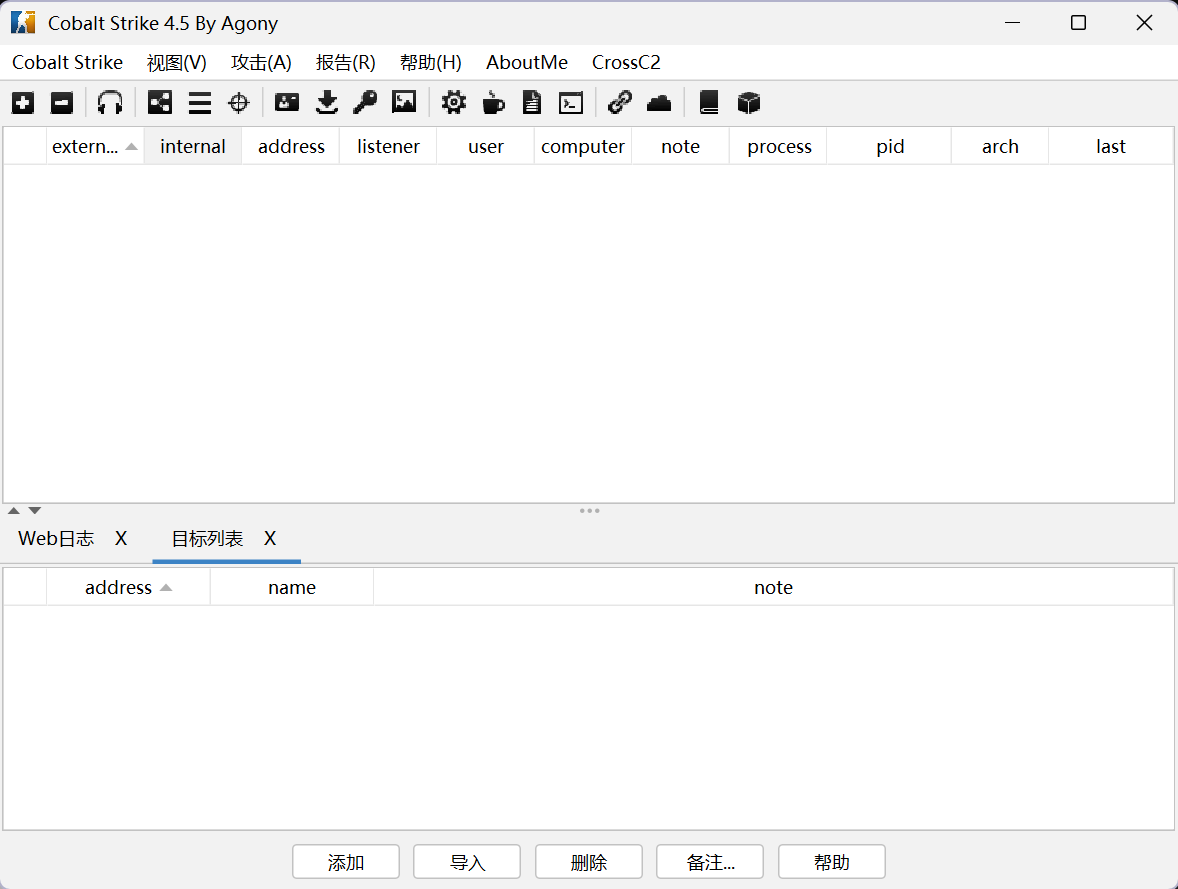 Cobalt Strike 4.5 By Agony
Cobalt Strike 视图(V) 攻击(A) 报告(R) 帮助(H) AboutMe CrossC2
extern... internal address listener user computer note process pid arch last
Web日志 X 目标列表 X
address name note
添加 导入 删除 备注... 帮助